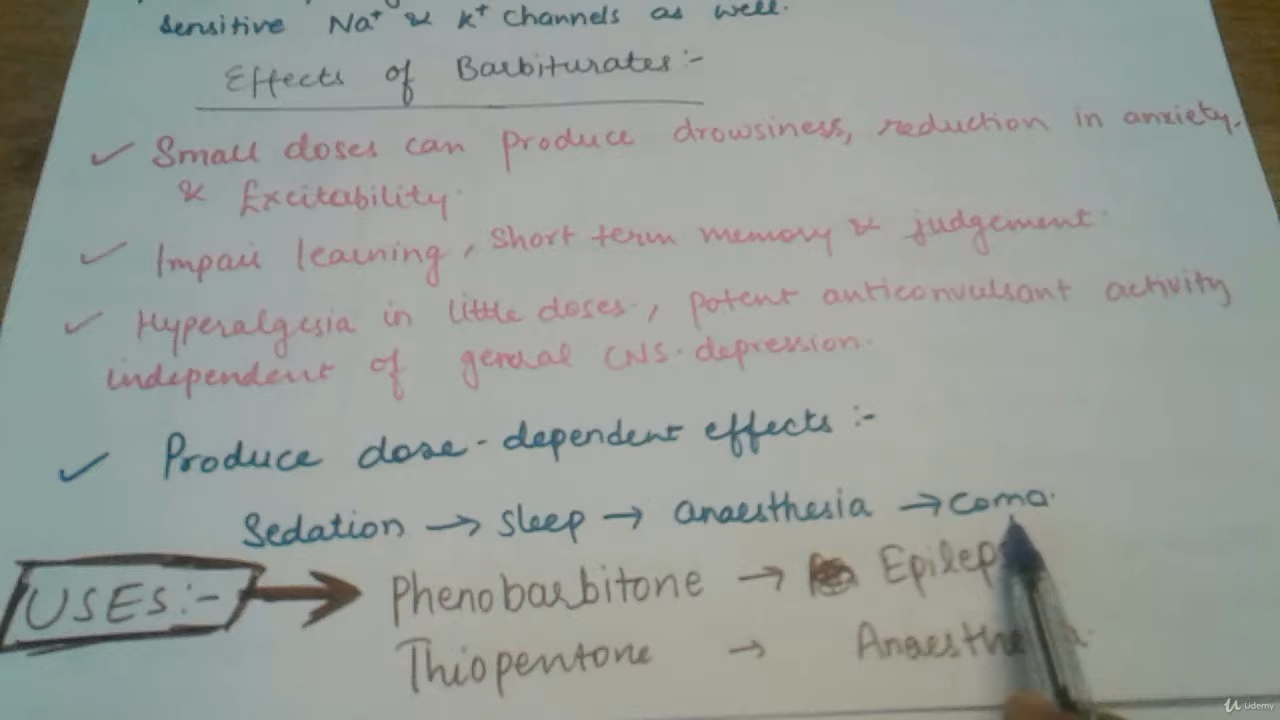 sensitive Na⁺ & K⁺ channels as well.
Effects of Barbiturates:-
✓ Small doses can produce drowsiness, reduction in anxiety,
& Excitability.
✓ Impair learning, short term memory & judgement.
✓ Hyperalgesia in little doses, potent anticonvulsant activity
independent of general CNS depression.
✓ Produce dose-dependent effects:-
Sedation → Sleep → anaesthesia → coma.
USES:- → Phenobarbitone → Epilep
Thiopentone → Anaesth a.
Udemy